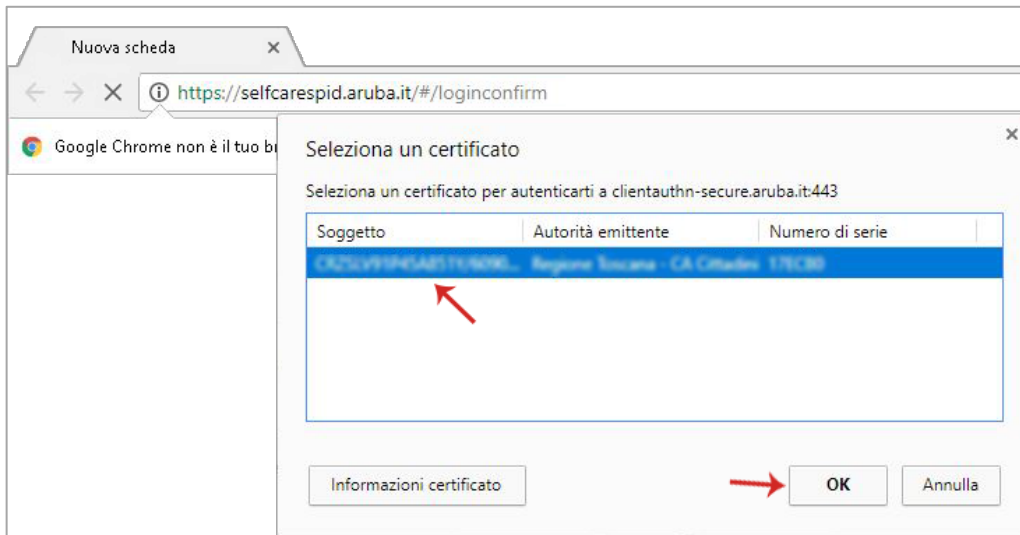 Nuova scheda
https://selfcarespid.aruba.it/#/loginconfirm
Google Chrome non è il tuo
Seleziona un certificato
Seleziona un certificato per autenticarti a clientauthn-secure.aruba.it:443
Soggetto Autorità emittente Numero di serie
Informazioni certificato OK Annulla